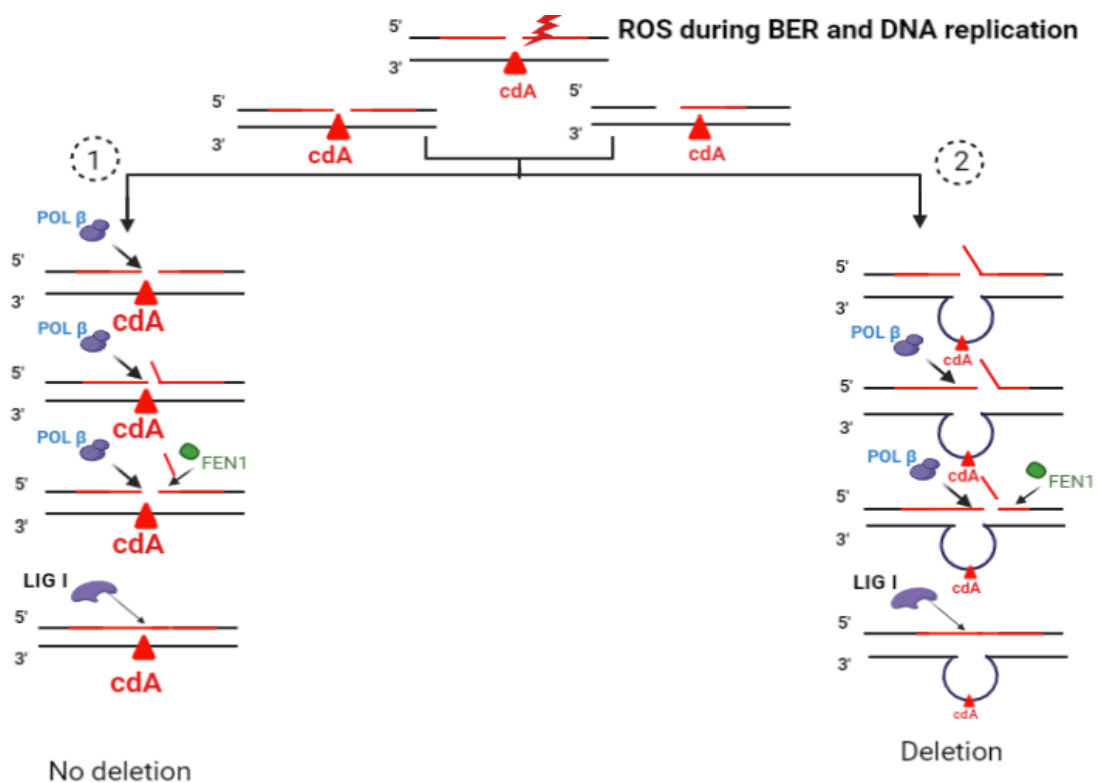 5'
ROS during BER and DNA replication
3'
cdA
5'
5'
3'
3'
cdA
cdA
1
2
POL β
5'
3'
cdA
POL β
5'
3'
cdA
POL β
FEN1
5'
3'
cdA
LIG I
5'
3'
cdA
No deletion
5'
3'
POL β
cdA
5'
3'
POL β
cdA
FEN1
5'
3'
cdA
LIG I
5'
3'
cdA
Deletion